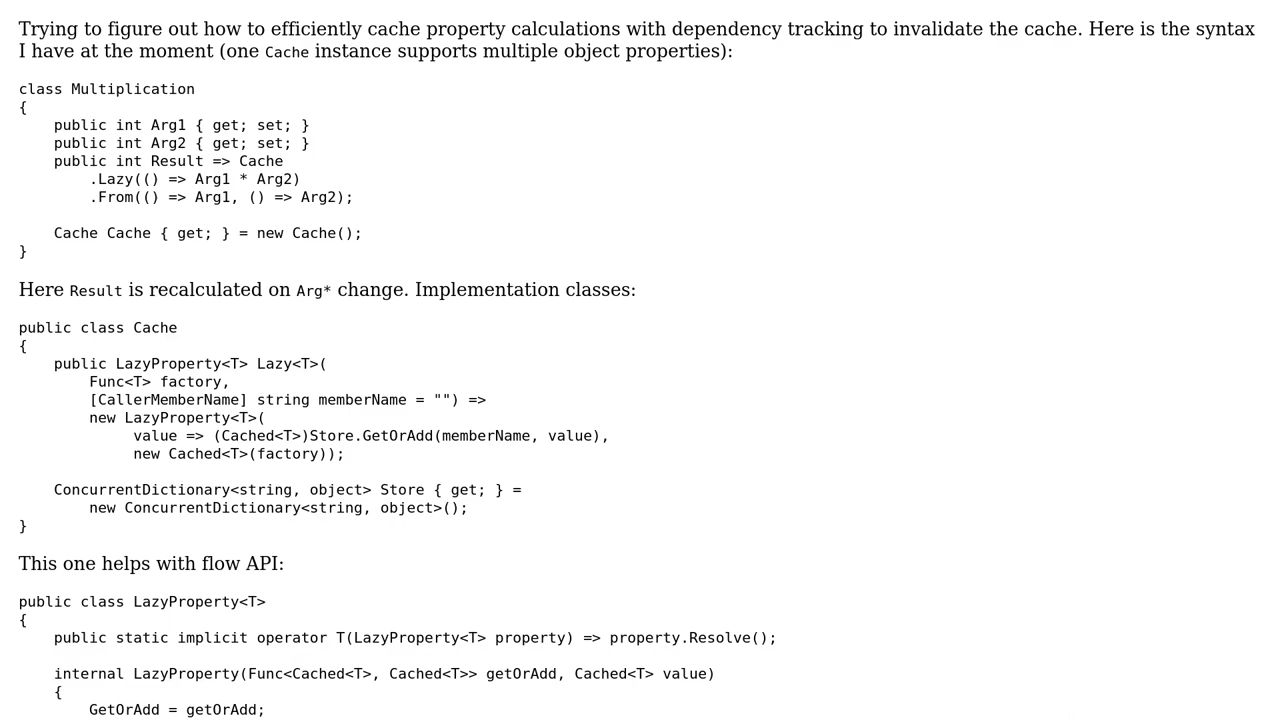 Trying to figure out how to efficiently cache property calculations with dependency tracking to invalidate the cache. Here is the syntax
I have at the moment (one Cache instance supports multiple object properties):
class Multiplication
{
    public int Arg1 { get; set; }
    public int Arg2 { get; set; }
    public int Result => Cache
        .Lazy(() => Arg1 * Arg2)
        .From(() => Arg1, () => Arg2);

    Cache Cache { get; } = new Cache();
}
Here Result is recalculated on Arg* change. Implementation classes:
public class Cache
{
    public LazyProperty<T> Lazy<T>(
        Func<T> factory,
        [CallerMemberName] string memberName = "") =>
        new LazyProperty<T>(
             value => (Cached<T>)Store.GetOrAdd(memberName, value),
             new Cached<T>(factory));

    ConcurrentDictionary<string, object> Store { get; } =
        new ConcurrentDictionary<string, object>();
}
This one helps with flow API:
public class LazyProperty<T>
{
    public static implicit operator T(LazyProperty<T> property) => property.Resolve();

    internal LazyProperty(Func<Cached<T>, Cached<T>> getOrAdd, Cached<T> value)
    {
        GetOrAdd = getOrAdd;